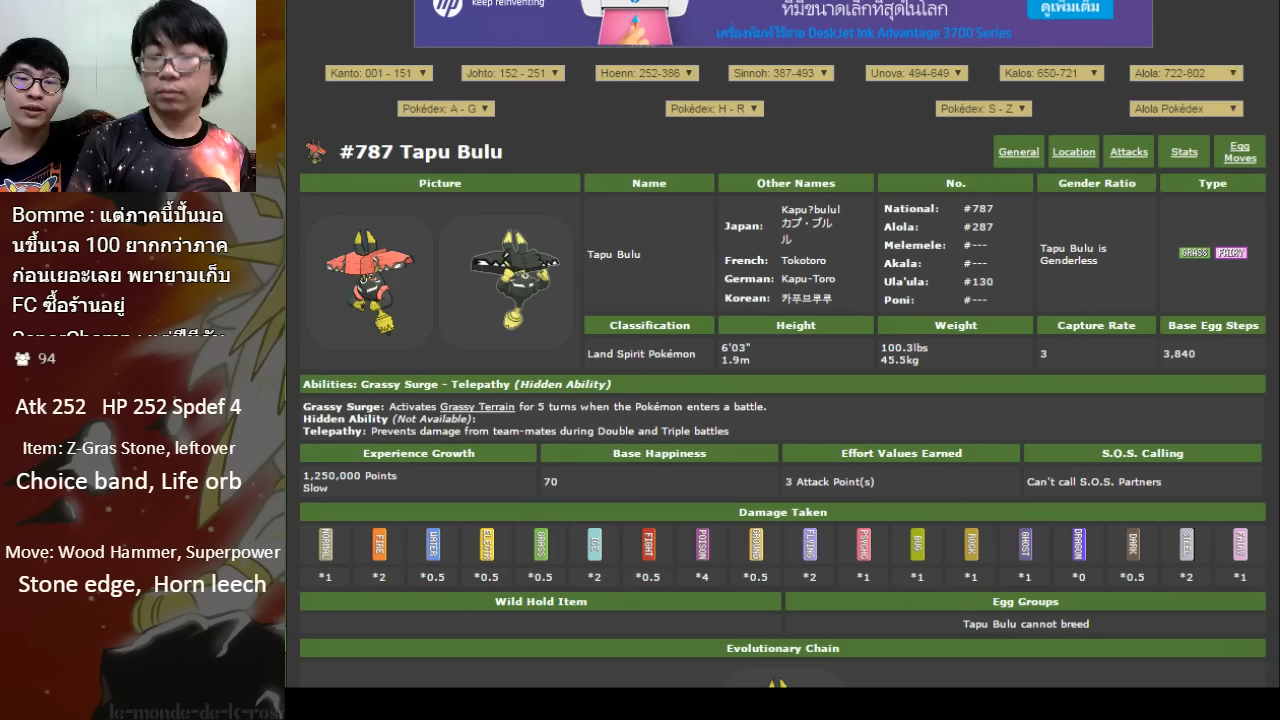 hp keep reinventing
ที่มีขนาดเล็กที่สุดในโลก
ดูเพิ่มเติม
เครื่องพิมพ์ไร้สาย DeskJet Ink Advantage 3700 Series
Kanto: 001 - 151
Johto: 152 - 251
Hoenn: 252-386
Sinnoh: 387-493
Unova: 494-649
Kalos: 650-721
Alola: 722-802
Pokédex: A - G
Pokédex: H - R
Pokédex: S - Z
Alola Pokédex
#787 Tapu Bulu
General
Location
Attacks
Stats
Egg
Moves
Picture
Name
Other Names
No.
Gender Ratio
Type
Tapu Bulu
Japan:
Kapu?bulul
カプ・ブル
ル
French: Tokotoro
German: Kapu-Toro
Korean: 카푸브루루
National: #787
Alola: #287
Melemele: #---
Akala: #---
Ula'ula: #130
Poni: #---
Tapu Bulu is
Genderless
GRASS FAIRY
Classification
Height
Weight
Capture Rate
Base Egg Steps
Land Spirit Pokémon
6'03"
1.9m
100.3lbs
45.5kg
3
3,840
Abilities: Grassy Surge - Telepathy (Hidden Ability)
Grassy Surge: Activates Grassy Terrain for 5 turns when the Pokémon enters a battle.
Hidden Ability (Not Available):
Telepathy: Prevents damage from team-mates during Double and Triple battles
Experience Growth
Base Happiness
Effort Values Earned
S.O.S. Calling
1,250,000 Points
Slow
70
3 Attack Point(s)
Can't call S.O.S. Partners
Damage Taken
NORMAL FIRE WATER ELECTR GRASS ICE FIGHT POISON GROUND FLYING PSYCHC BUG ROCK GHOST DRAGON DARK STEEL FAIRY
*1 *2 *0.5 *0.5 *0.5 *2 *0.5 *4 *0.5 *2 *1 *1 *1 *1 *0 *0.5 *2 *1
Wild Hold Item
Egg Groups
Tapu Bulu cannot breed
Evolutionary Chain
Bomme : แต่ภาคนี้ปั้นมอ
นขึ้นเวล 100 ยากกว่าภาค
ก่อนเยอะเลย พยายามเก็บ
FC ซื้อร้านอยู่
94
Atk 252 HP 252 Spdef 4
Item: Z-Gras Stone, leftover
Choice band, Life orb
Move: Wood Hammer, Superpower
Stone edge, Horn leech
le-monde-de-k-rosh